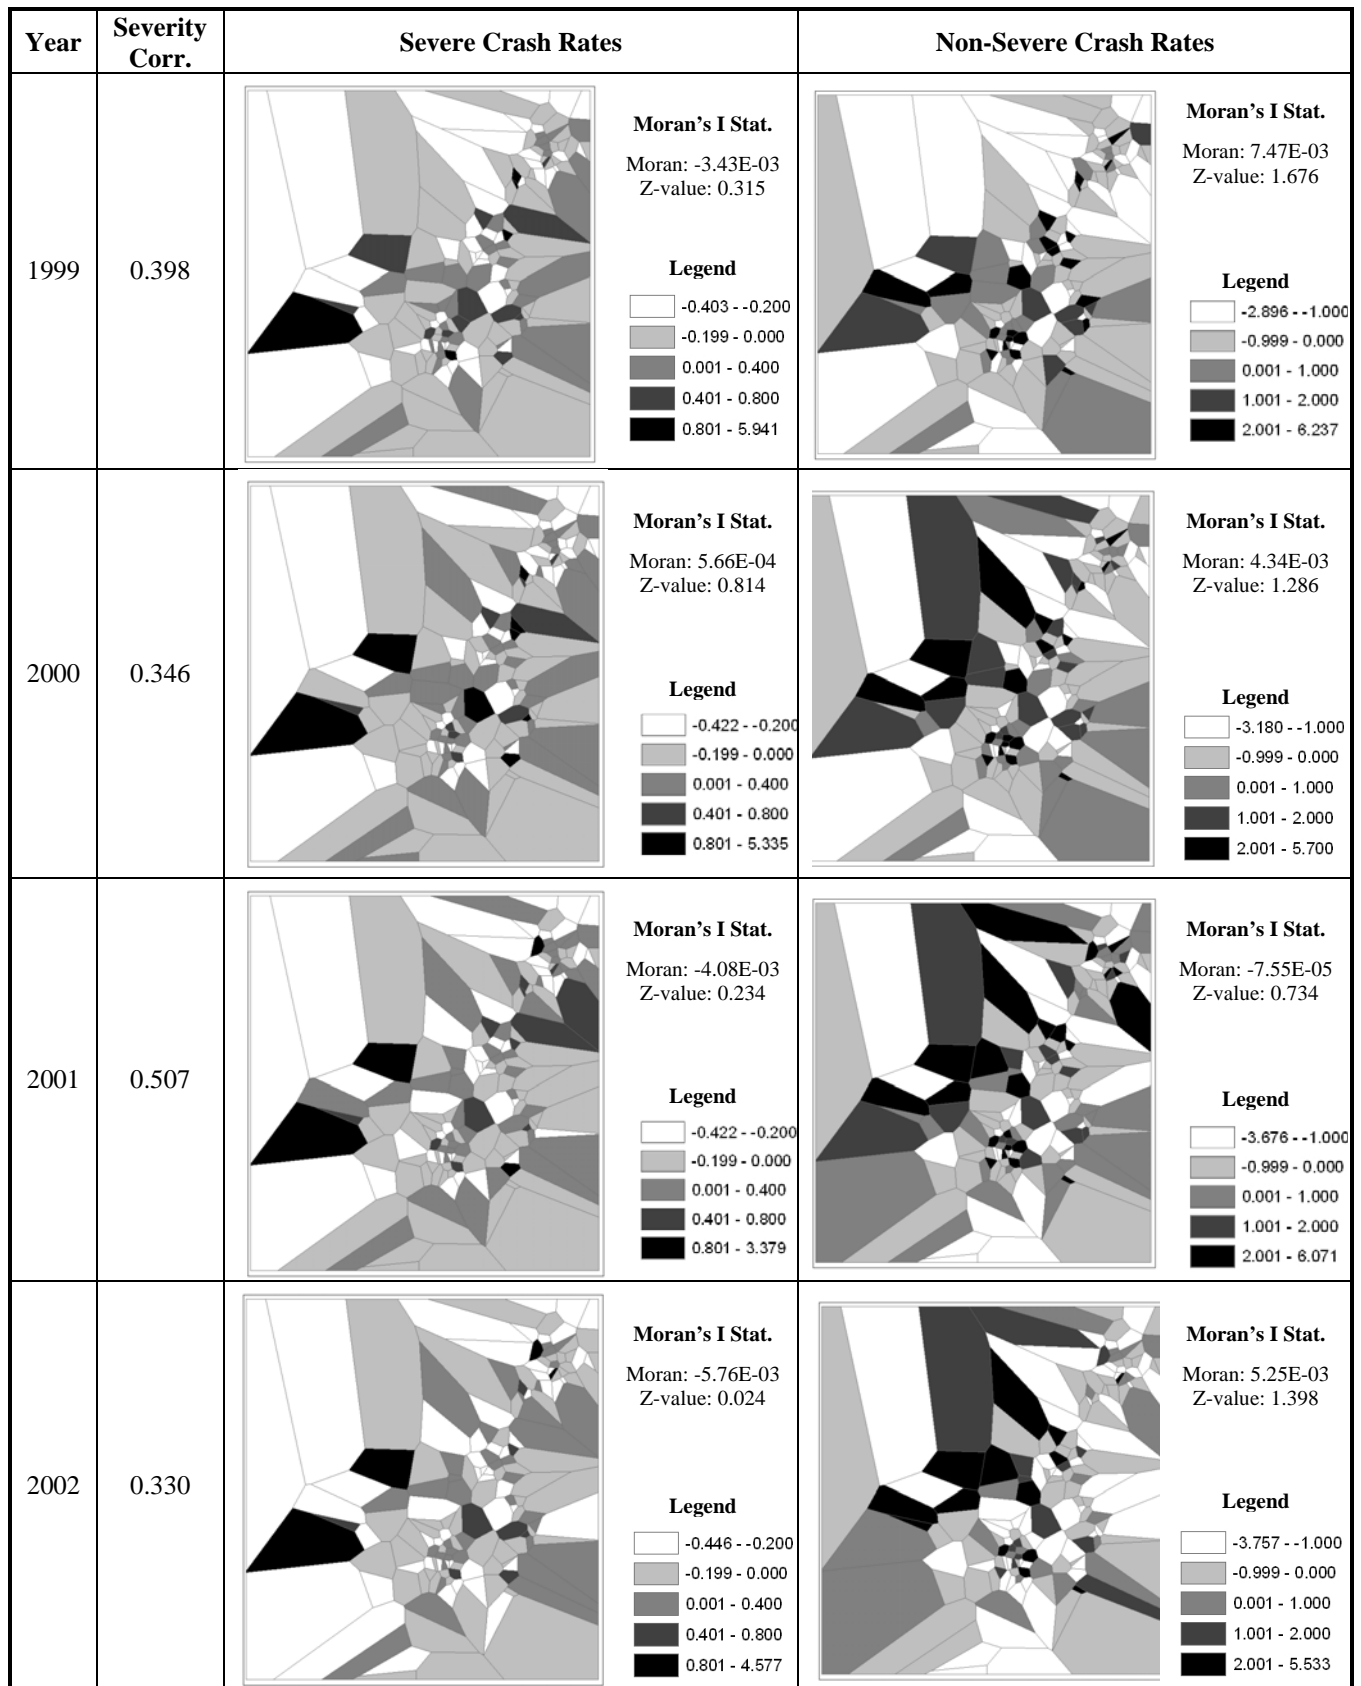 Year
Severity
Corr.
Severe Crash Rates
Non-Severe Crash Rates
1999
0.398
Moran's I Stat.
Moran: -3.43E-03
Z-value: 0.315
Legend
-0.403 - -0.200
-0.199 - 0.000
0.001 - 0.400
0.401 - 0.800
0.801 - 5.941
Moran's I Stat.
Moran: 7.47E-03
Z-value: 1.676
Legend
-2.896 - -1.000
-0.999 - 0.000
0.001 - 1.000
1.001 - 2.000
2.001 - 6.237
2000
0.346
Moran's I Stat.
Moran: 5.66E-04
Z-value: 0.814
Legend
-0.422 - -0.200
-0.199 - 0.000
0.001 - 0.400
0.401 - 0.800
0.801 - 5.335
Moran's I Stat.
Moran: 4.34E-03
Z-value: 1.286
Legend
-3.180 - -1.000
-0.999 - 0.000
0.001 - 1.000
1.001 - 2.000
2.001 - 5.700
2001
0.507
Moran's I Stat.
Moran: -4.08E-03
Z-value: 0.234
Legend
-0.422 - -0.200
-0.199 - 0.000
0.001 - 0.400
0.401 - 0.800
0.801 - 3.379
Moran's I Stat.
Moran: -7.55E-05
Z-value: 0.734
Legend
-3.676 - -1.000
-0.999 - 0.000
0.001 - 1.000
1.001 - 2.000
2.001 - 6.071
2002
0.330
Moran's I Stat.
Moran: -5.76E-03
Z-value: 0.024
Legend
-0.446 - -0.200
-0.199 - 0.000
0.001 - 0.400
0.401 - 0.800
0.801 - 4.577
Moran's I Stat.
Moran: 5.25E-03
Z-value: 1.398
Legend
-3.757 - -1.000
-0.999 - 0.000
0.001 - 1.000
1.001 - 2.000
2.001 - 5.533